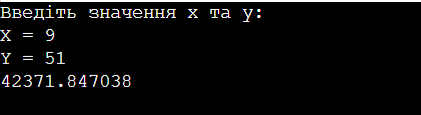 Введіть значення x та y:
X = 9
Y = 51
42371.847038